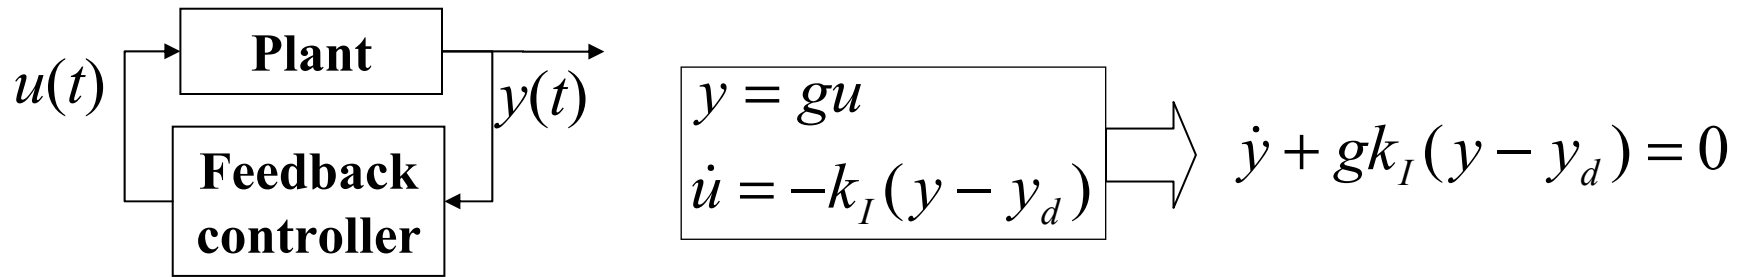 Plant
u(t)
y(t)
Feedback
controller
y = gu
u̇ = −k_I(y − y_d)
ẏ + gk_I(y − y_d) = 0